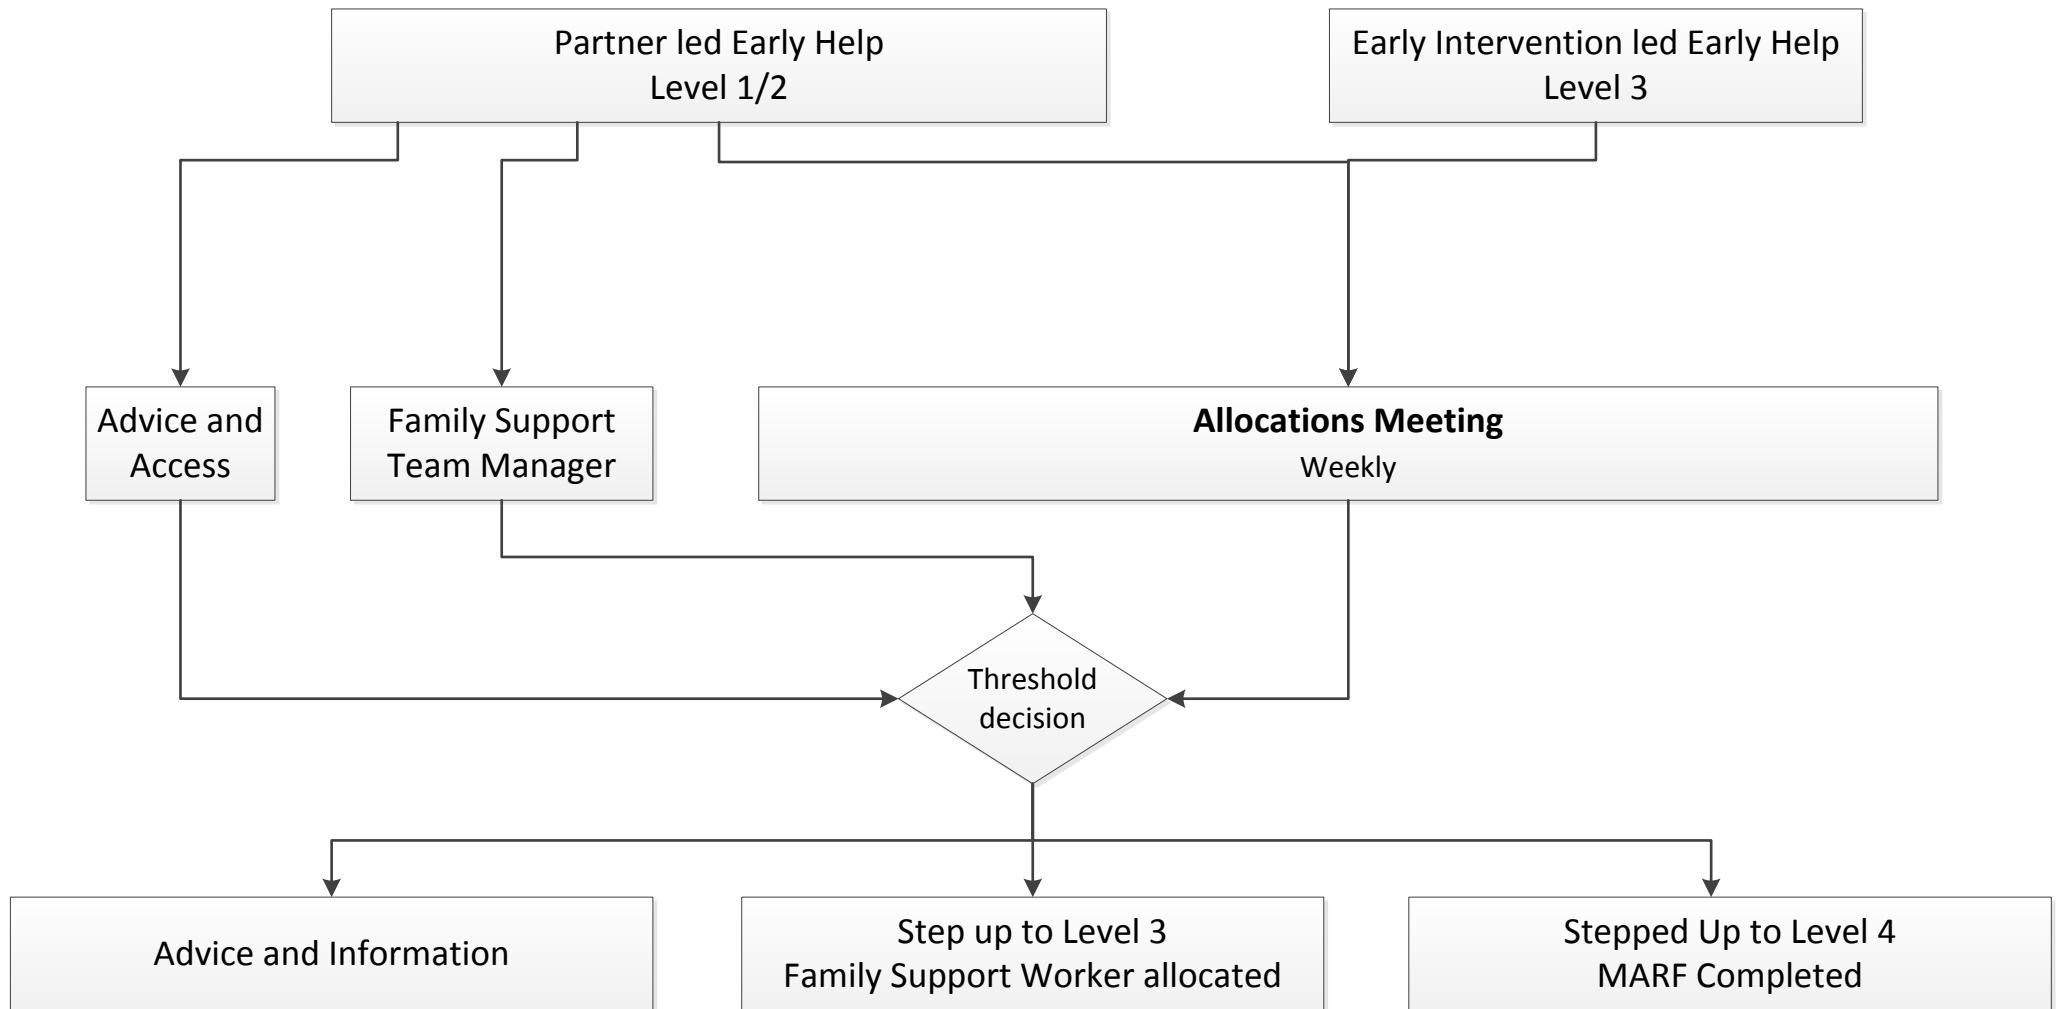 Partner led Early Help
Level 1/2
Early Intervention led Early Help
Level 3
Advice and
Access
Family Support
Team Manager
Allocations Meeting
Weekly
Threshold
decision
Advice and Information
Step up to Level 3
Family Support Worker allocated
Stepped Up to Level 4
MARF Completed